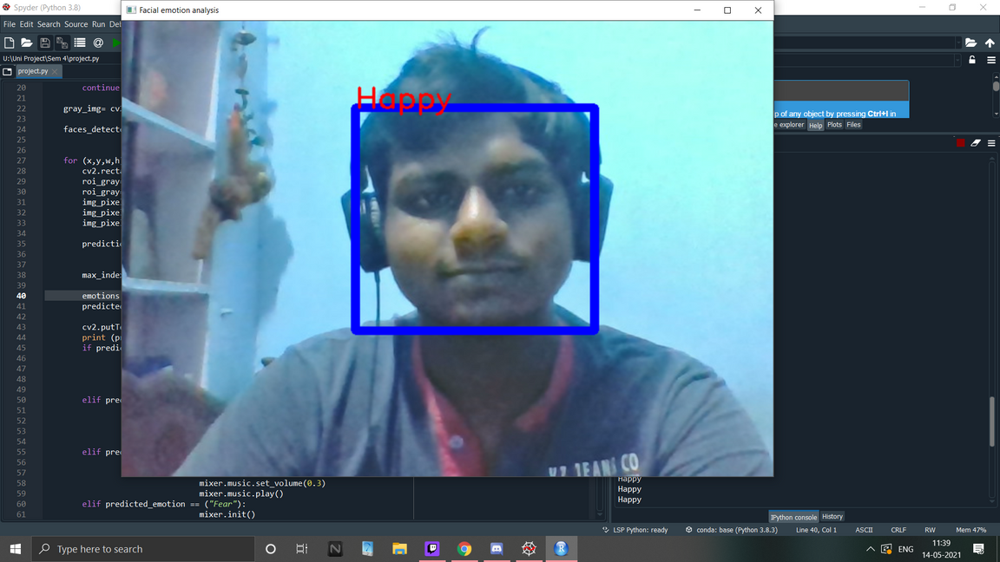 Spyder (Python 3.8)
Facial emotion analysis
File Edit Search Source Run
U:\Uni Project\Sem 4\project.py
project.py
Happy
20 continue
21
22 gray_img= cv
23
24 faces_detect
25
26
27 for (x,y,w,h
28 cv2.rect
29 roi_gray
30 roi_gray
31 img_pixe
32 img_pixe
33 img_pixe
34
35 predictio
36
37
38 max_inde
39
40 emotions
41 predicte
42
43 cv2.putT
44 print (p
45 if predi
46
47
48
49
50 elif pre
51
52
53
54
55 elif pre
56
57
58 mixer.music.set_volume(0.3)
59 mixer.music.play()
60 elif predicted_emotion == ("Fear"):
61 mixer.init()
p of any object by pressing Ctrl+I in
e explorer Help Plots Files
JEANS CO
Happy
Happy
Happy
IPython console History
LSP Python: ready conda: base (Python 3.8.3) Line 40, Col 1 ASCII CRLF RW Mem 47%
Type here to search
ENG
11:39
14-05-2021